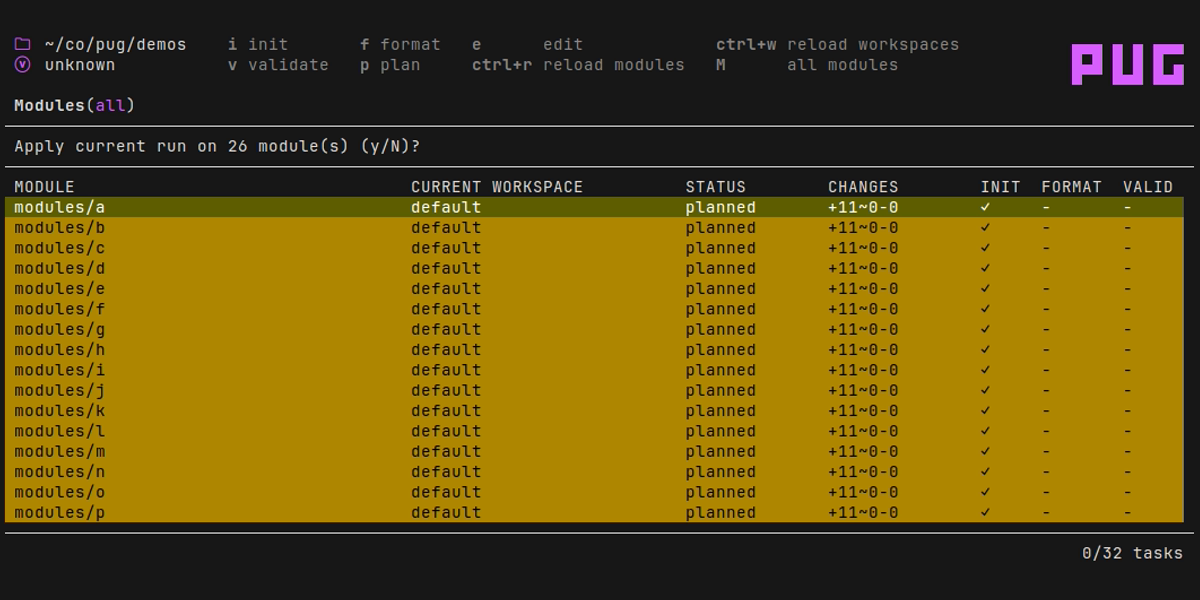 ~/co/pug/demos i init f format e edit ctrl+w reload workspaces
v unknown v validate p plan ctrl+r reload modules M all modules
PUG
Modules(all)
Apply current run on 26 module(s) (y/N)?
MODULE CURRENT WORKSPACE STATUS CHANGES INIT FORMAT VALID
modules/a default planned +11~0-0 ✓ - -
modules/b default planned +11~0-0 ✓ - -
modules/c default planned +11~0-0 ✓ - -
modules/d default planned +11~0-0 ✓ - -
modules/e default planned +11~0-0 ✓ - -
modules/f default planned +11~0-0 ✓ - -
modules/g default planned +11~0-0 ✓ - -
modules/h default planned +11~0-0 ✓ - -
modules/i default planned +11~0-0 ✓ - -
modules/j default planned +11~0-0 ✓ - -
modules/k default planned +11~0-0 ✓ - -
modules/l default planned +11~0-0 ✓ - -
modules/m default planned +11~0-0 ✓ - -
modules/n default planned +11~0-0 ✓ - -
modules/o default planned +11~0-0 ✓ - -
modules/p default planned +11~0-0 ✓ - -
0/32 tasks